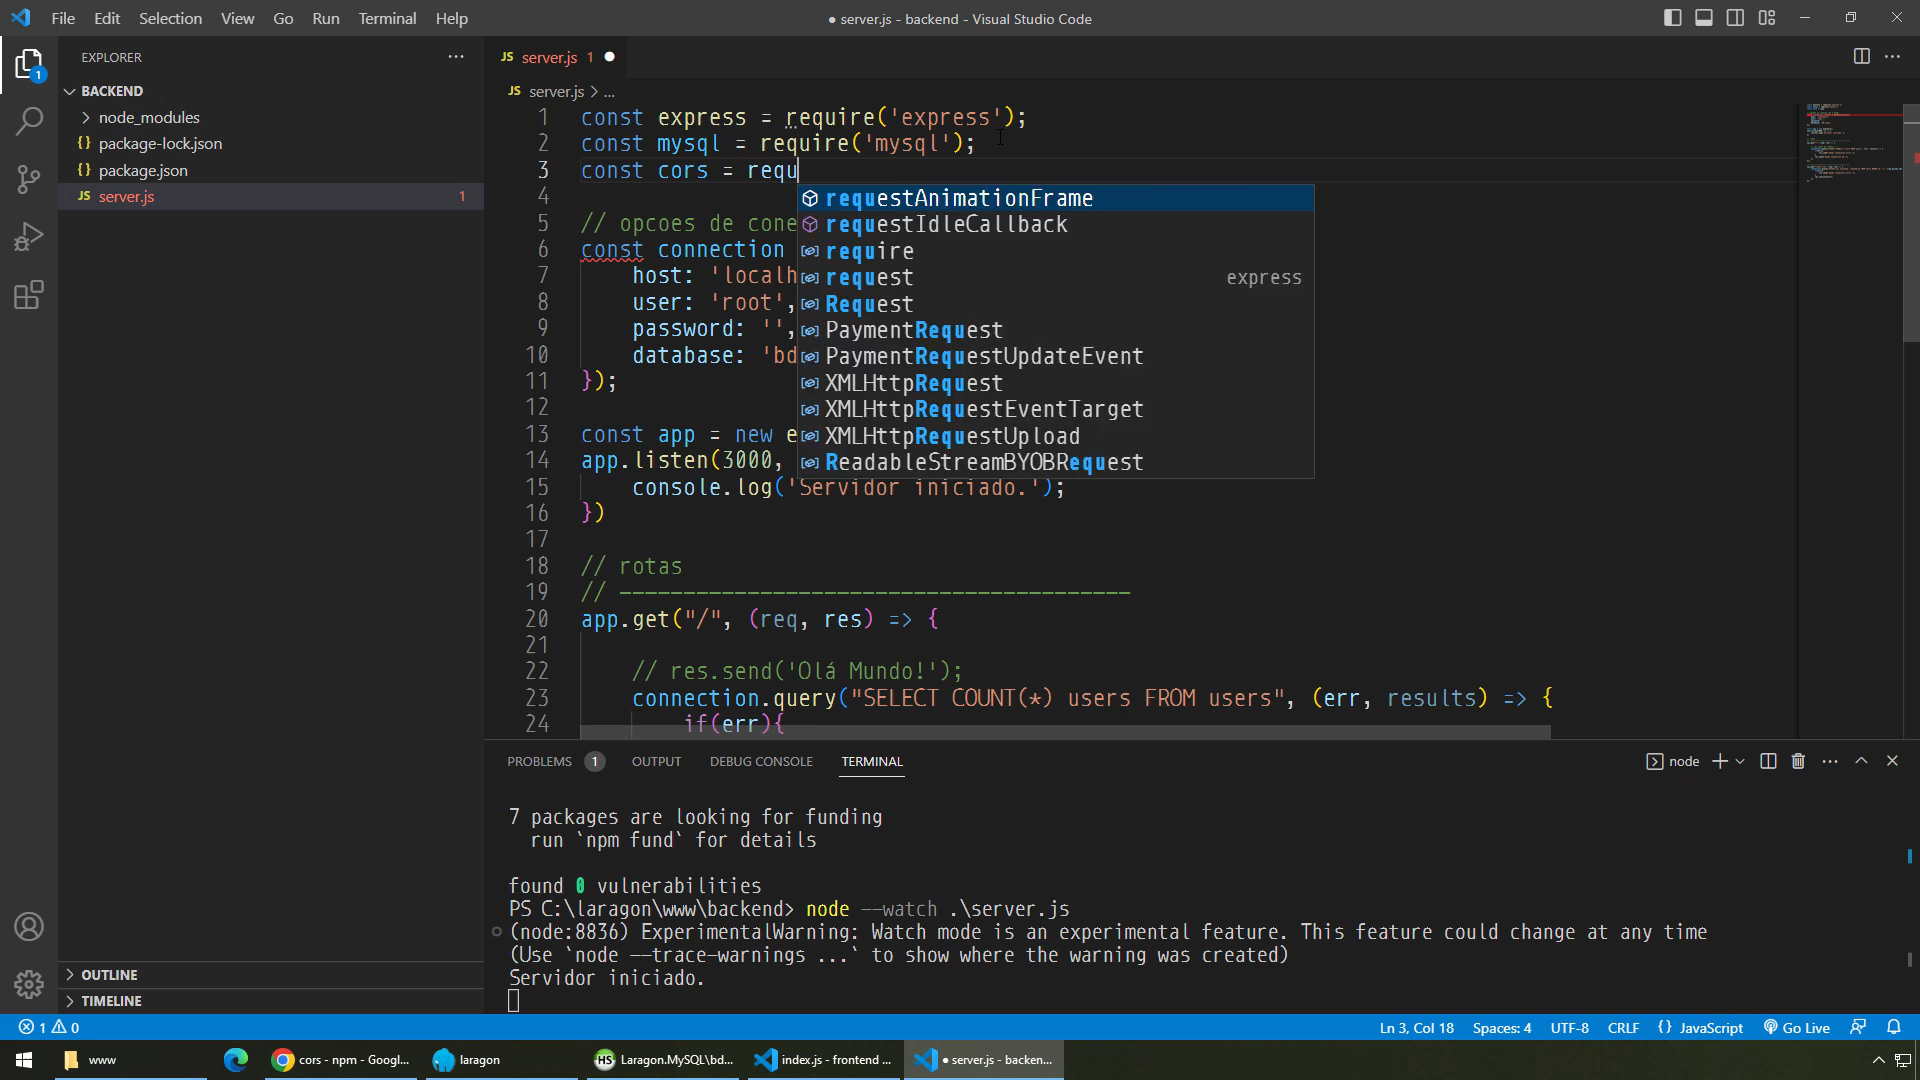 File Edit Selection View Go Run Terminal Help
● server.js - backend - Visual Studio Code
EXPLORER
BACKEND
node_modules
package-lock.json
package.json
server.js 1
OUTLINE
TIMELINE
1
JS server.js 1
JS server.js > ...
1 const express = require('express');
2 const mysql = require('mysql');
3 const cors = requ
4
5 // opcoes de cone
6 const connection
7 host: 'localh
8 user: 'root',
9 password: '',
10 database: 'bd
11 });
12
13 const app = new e
14 app.listen(3000,
15 console.log('Servidor iniciado.');
16 })
17
18 // rotas
19 // ----------------------------------------
20 app.get("/", (req, res) => {
21
22 // res.send('Olá Mundo!');
23 connection.query("SELECT COUNT(*) users FROM users", (err, results) => {
24 if(err){
requestAnimationFrame
requestIdleCallback
require
request express
Request
PaymentRequest
PaymentRequestUpdateEvent
XMLHttpRequest
XMLHttpRequestEventTarget
XMLHttpRequestUpload
ReadableStreamBYOBRequest
PROBLEMS 1 OUTPUT DEBUG CONSOLE TERMINAL
node
7 packages are looking for funding
run `npm fund` for details
found 0 vulnerabilities
PS C:\laragon\www\backend> node --watch .\server.js
(node:8836) ExperimentalWarning: Watch mode is an experimental feature. This feature could change at any time
(Use `node --trace-warnings ...` to show where the warning was created)
Servidor iniciado.
1 0
Ln 3, Col 18 Spaces: 4 UTF-8 CRLF {} JavaScript Go Live
www
cors - npm - Googl...
laragon
HS Laragon.MySQL\bd...
index.js - frontend ...
● server.js - backen...